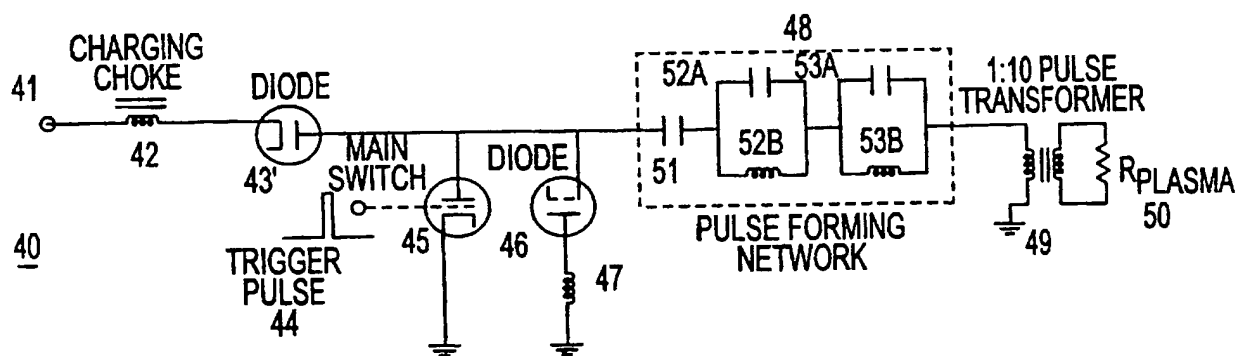 48
CHARGING
CHOKE
52A
53A
1:10 PULSE
TRANSFORMER
41
DIODE
42
MAIN
SWITCH
DIODE
52B
53B
43'
51
RPLASMA
50
45
46
PULSE FORMING
NETWORK
49
40
TRIGGER
PULSE
44
47